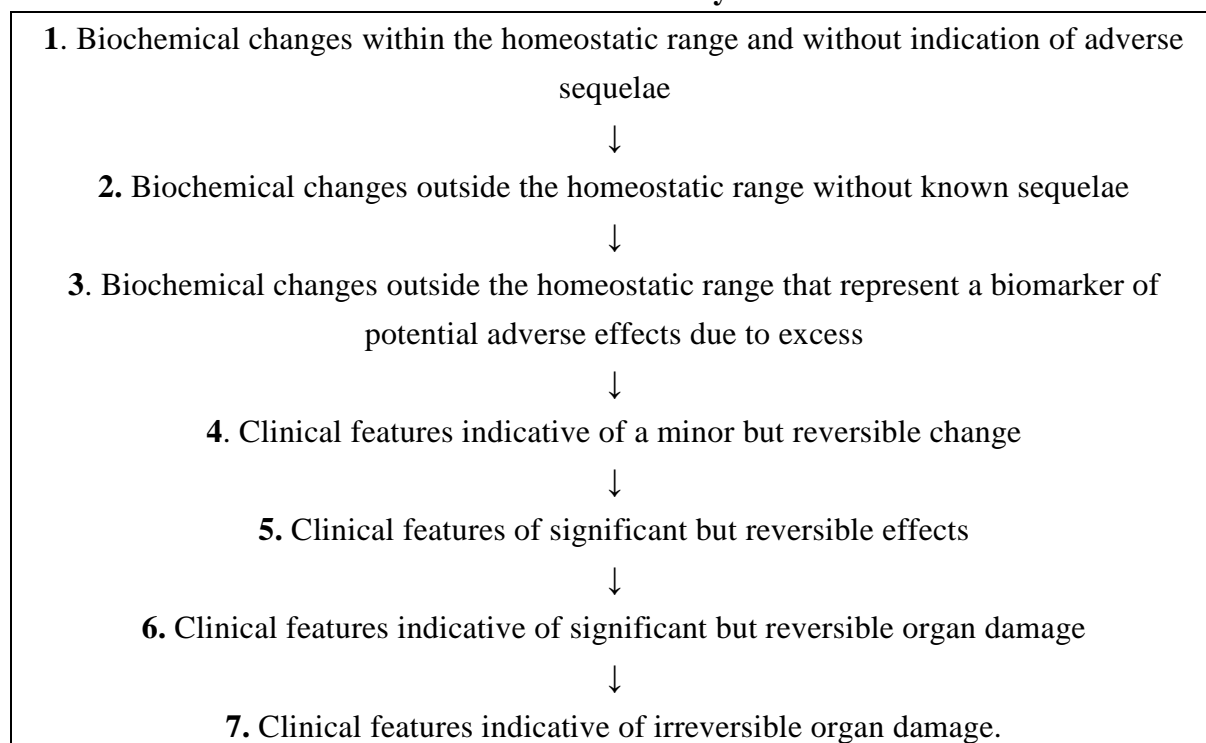 1. Biochemical changes within the homeostatic range and without indication of adverse
sequelae
↓
2. Biochemical changes outside the homeostatic range without known sequelae
↓
3. Biochemical changes outside the homeostatic range that represent a biomarker of
potential adverse effects due to excess
↓
4. Clinical features indicative of a minor but reversible change
↓
5. Clinical features of significant but reversible effects
↓
6. Clinical features indicative of significant but reversible organ damage
↓
7. Clinical features indicative of irreversible organ damage.